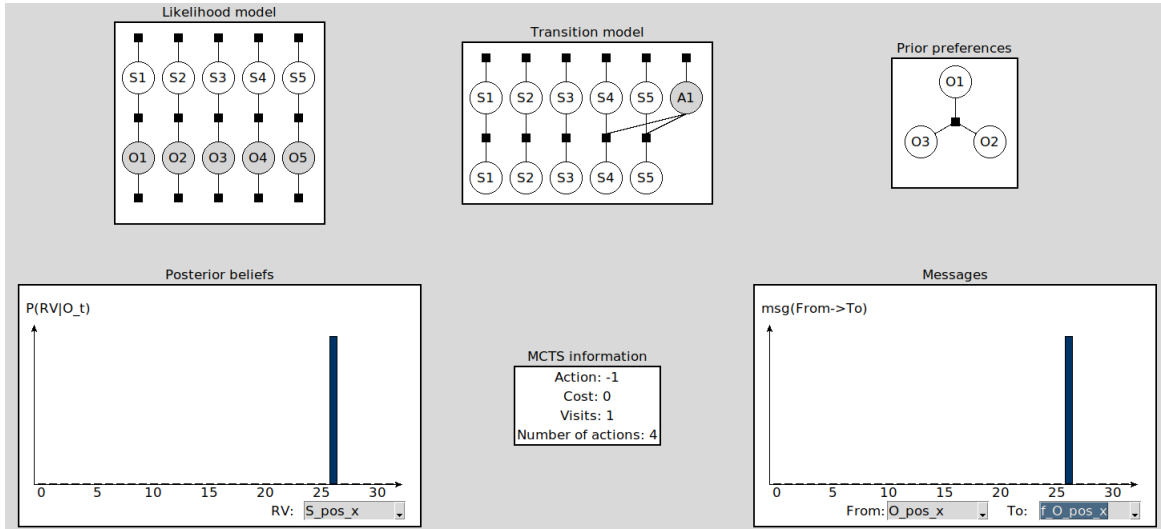 Likelihood model
Transition model
Prior preferences
S1 S2 S3 S4 S5
O1 O2 O3 O4 O5
S1 S2 S3 S4 S5 A1
S1 S2 S3 S4 S5
O1
O3 O2
Posterior beliefs
P(RV|O_t)
0 5 10 15 20 25 30
RV: S_pos_x
MCTS information
Action: -1
Cost: 0
Visits: 1
Number of actions: 4
Messages
msg(From->To)
0 5 10 15 20 25 30
From: O_pos_x To: f_O_pos_x